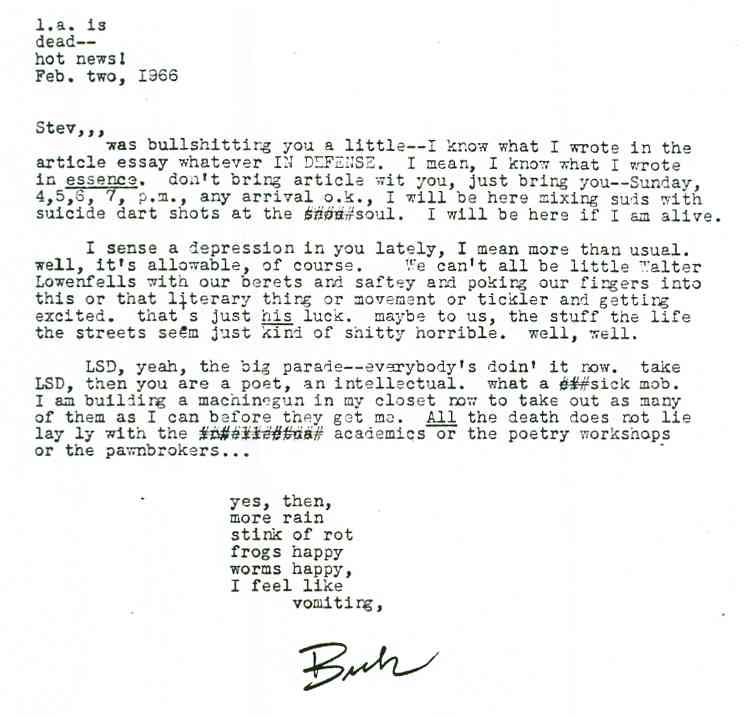 l.a. is
dead--
hot news!
Feb. two, I966
Stev,,,
was bullshitting you a little--I know what I wrote in the
article essay whatever IN DEFENSE. I mean, I know what I wrote
in essence. don't bring article wit you, just bring you--Sunday,
4,5,6, 7, p.m., any arrival o.k., I will be here mixing suds with
suicide dart shots at the soul. I will be here if I am alive.
I sense a depression in you lately, I mean more than usual.
well, it's allowable, of course. We can't all be little Walter
Lowenfells with our berets and saftey and poking our fingers into
this or that literary thing or movement or tickler and getting
excited. that's just his luck. maybe to us, the stuff the life
the streets seem just kind of shitty horrible. well, well.
LSD, yeah, the big parade--everybody's doin' it now. take
LSD, then you are a poet, an intellectual. what a sick mob.
I am building a machinegun in my closet now to take out as many
of them as I can before they get me. All the death does not lie
lay ly with the academics or the poetry workshops
or the pawnbrokers...
yes, then,
more rain
stink of rot
frogs happy
worms happy,
I feel like
vomiting,
Buk